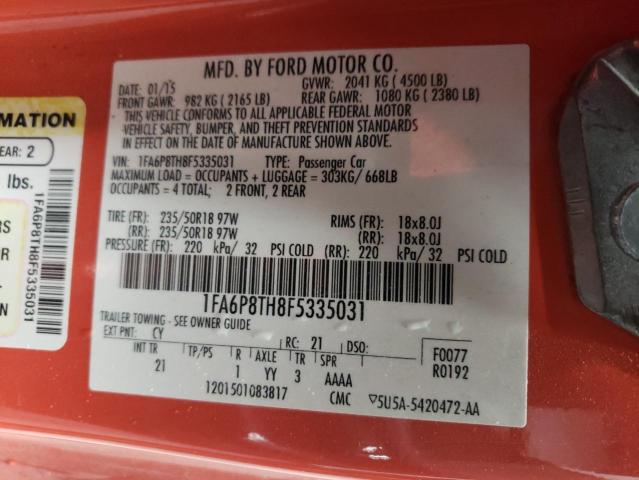 MFD. BY FORD MOTOR CO.
DATE: 01/15 GVWR: 2041 KG ( 4500 LB)
FRONT GAWR: 982 KG ( 2165 LB) REAR GAWR: 1080 KG ( 2380 LB)
THIS VEHICLE CONFORMS TO ALL APPLICABLE FEDERAL MOTOR
VEHICLE SAFETY, BUMPER, AND THEFT PREVENTION STANDARDS
IN EFFECT ON THE DATE OF MANUFACTURE SHOWN ABOVE.
VIN: 1FA6P8TH8F5335031 TYPE: Passenger Car
MAXIMUM LOAD = OCCUPANTS + LUGGAGE = 303KG/ 668LB
OCCUPANTS = 4 TOTAL; 2 FRONT, 2 REAR
TIRE (FR): 235/50R18 97W RIMS (FR): 18x8.0J
(RR): 235/50R18 97W (RR): 18x8.0J
PRESSURE (FR): 220 kPa/ 32 PSI COLD (RR): 220 kPa/ 32 PSI COLD
1FA6P8TH8F5335031
TRAILER TOWING - SEE OWNER GUIDE
EXT PNT: CY RC: 21 DSO:
INT TR TP/PS R AXLE TR SPR
21 1 YY 3 AAAA
F0077
R0192
1201501083817 CMC ▽5U5A-5420472-AA
MATION
EAR: 2
lbs.
RS
OR
1FA6P8TH8F5335031